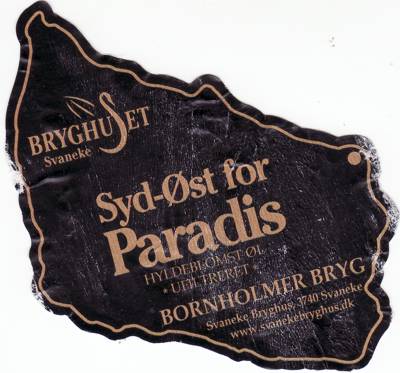 BRYGHUSET
Svaneke
Syd-Øst for
Paradis
HYLDEBLOMST ØL
• UFILTRERET •
BORNHOLMER BRYG
Svaneke Bryghus, 3740 Svaneke
www.svanekebryghus.dk